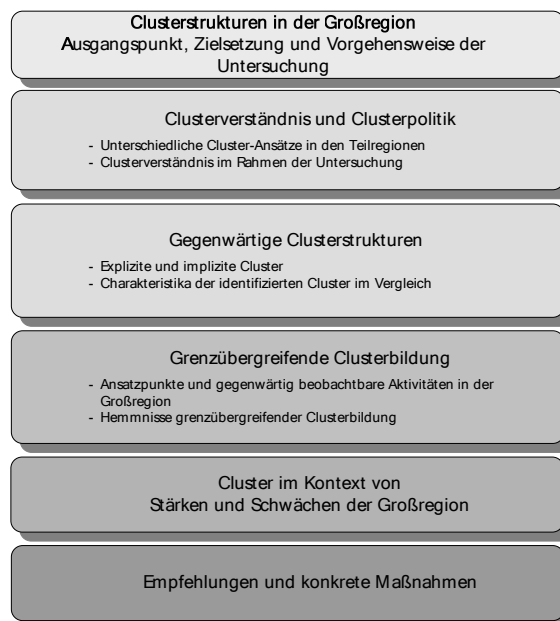 Clusterstrukturen in der Großregion
Ausgangspunkt, Zielsetzung und Vorgehensweise der
Untersuchung
Clusterverständnis und Clusterpolitik
- Unterschiedliche Cluster-Ansätze in den Teilregionen
- Clusterverständnis im Rahmen der Untersuchung
Gegenwärtige Clusterstrukturen
- Explizite und implizite Cluster
- Charakteristika der identifizierten Cluster im Vergleich
Grenzübergreifende Clusterbildung
- Ansatzpunkte und gegenwärtig beobachtbare Aktivitäten in der
Großregion
- Hemmnisse grenzübergreifender Clusterbildung
Cluster im Kontext von
Stärken und Schwächen der Großregion
Empfehlungen und konkrete Maßnahmen